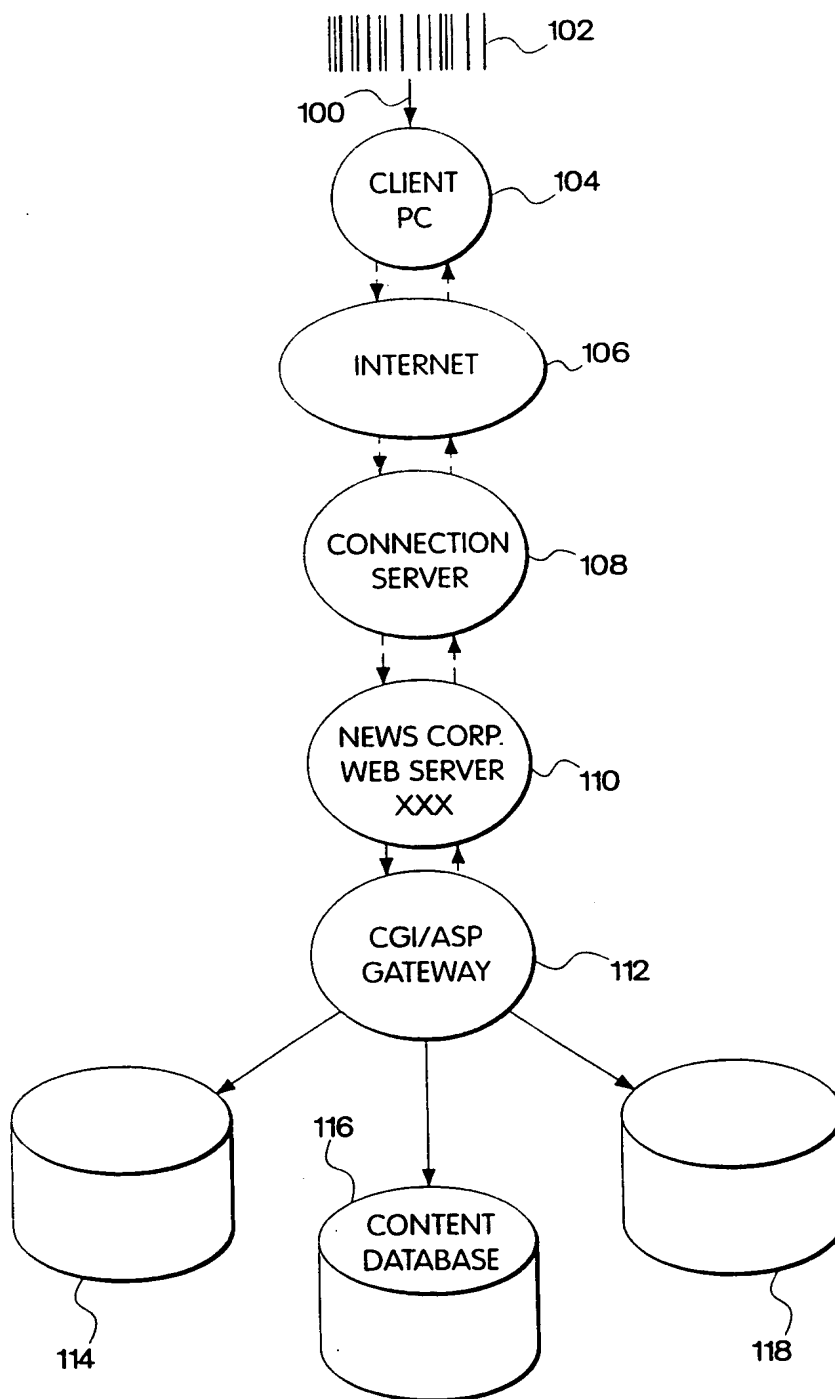 102
100
CLIENT
PC
104
INTERNET
106
CONNECTION
SERVER
108
NEWS CORP.
WEB SERVER
XXX
110
CGI/ASP
GATEWAY
112
116
CONTENT
DATABASE
114
118